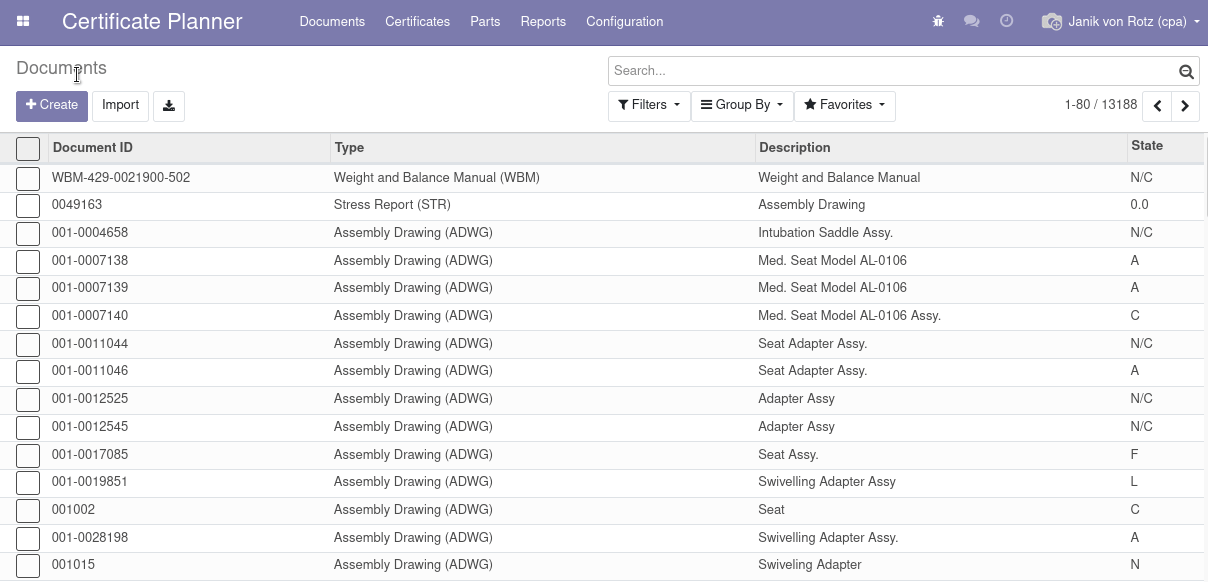 Certificate Planner Documents Certificates Parts Reports Configuration Janik von Rotz (cpa)
Documents
Search...
+ Create Import Filters Group By Favorites 1-80 / 13188
Document ID Type Description State
WBM-429-0021900-502 Weight and Balance Manual (WBM) Weight and Balance Manual N/C
0049163 Stress Report (STR) Assembly Drawing 0.0
001-0004658 Assembly Drawing (ADWG) Intubation Saddle Assy. N/C
001-0007138 Assembly Drawing (ADWG) Med. Seat Model AL-0106 A
001-0007139 Assembly Drawing (ADWG) Med. Seat Model AL-0106 A
001-0007140 Assembly Drawing (ADWG) Med. Seat Model AL-0106 Assy. C
001-0011044 Assembly Drawing (ADWG) Seat Adapter Assy. N/C
001-0011046 Assembly Drawing (ADWG) Seat Adapter Assy. A
001-0012525 Assembly Drawing (ADWG) Adapter Assy N/C
001-0012545 Assembly Drawing (ADWG) Adapter Assy N/C
001-0017085 Assembly Drawing (ADWG) Seat Assy. F
001-0019851 Assembly Drawing (ADWG) Swivelling Adapter Assy L
001002 Assembly Drawing (ADWG) Seat C
001-0028198 Assembly Drawing (ADWG) Swivelling Adapter Assy. A
001015 Assembly Drawing (ADWG) Swiveling Adapter N